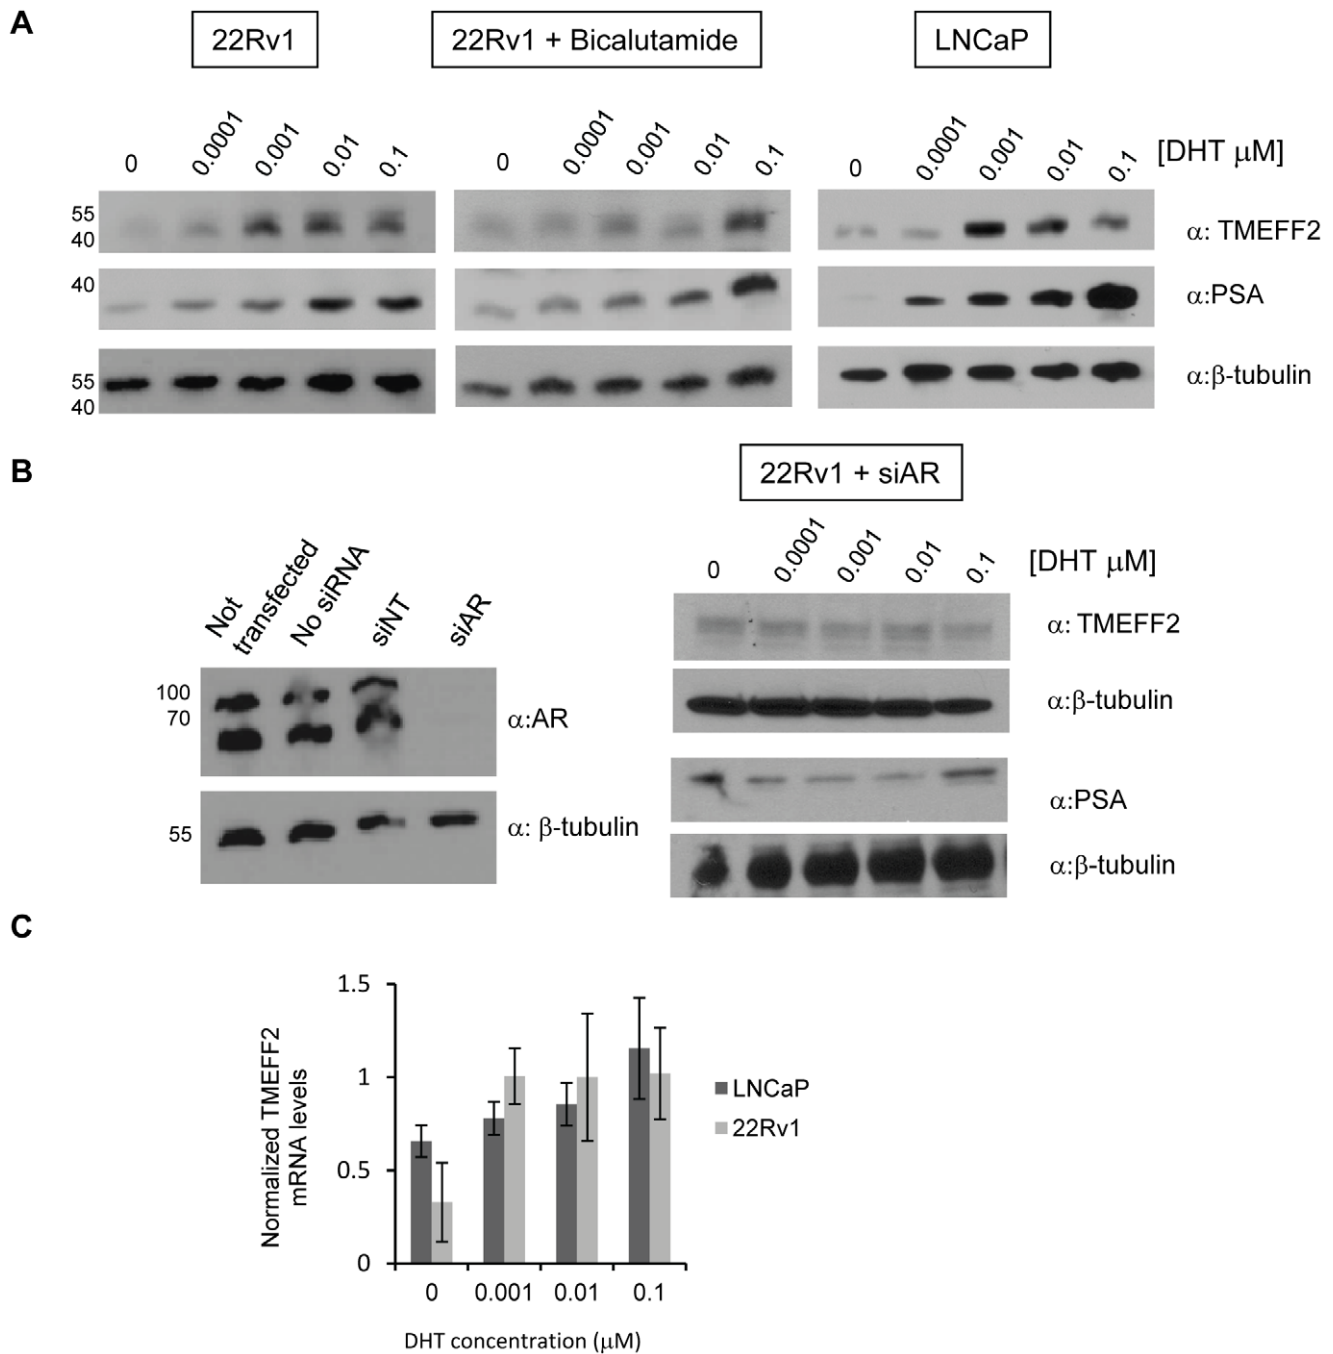 A
22Rv1
22Rv1 + Bicalutamide
LNCaP
0 0.0001 0.001 0.01 0.1
0 0.0001 0.001 0.01 0.1
0 0.0001 0.001 0.01 0.1
[DHT μM]
55
40
α: TMEFF2
40
α:PSA
55
40
α:β-tubulin
B
22Rv1 + siAR
Not
transfected
No siRNA
siNT
siAR
0 0.0001 0.001 0.01 0.1
[DHT μM]
100
70
α:AR
55
α: β-tubulin
α: TMEFF2
α:β-tubulin
α:PSA
α:β-tubulin
C
Normalized TMEFF2
mRNA levels
1.5
1
0.5
0
0 0.001 0.01 0.1
DHT concentration (μM)
LNCaP
22Rv1